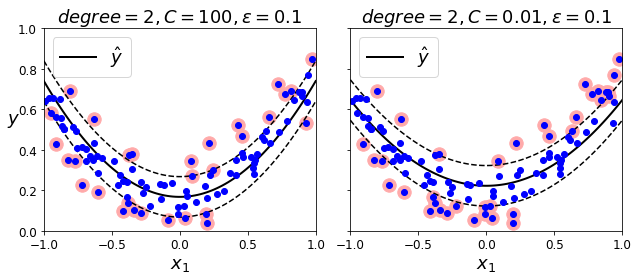 degree = 2, C = 100, ε = 0.1
degree = 2, C = 0.01, ε = 0.1
ŷ
ŷ
y
1.0
0.8
0.6
0.4
0.2
0.0
−1.0 −0.5 0.0 0.5 1.0
−1.0 −0.5 0.0 0.5 1.0
x₁
x₁